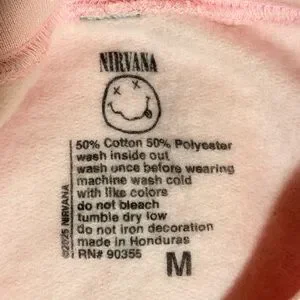 NIRVANA
50% Cotton 50% Polyester
wash inside out
wash once before wearing
machine wash cold
with like colors
do not bleach
tumble dry low
do not iron decoration
made in Honduras
RN# 90355
M
©2025 NIRVANA